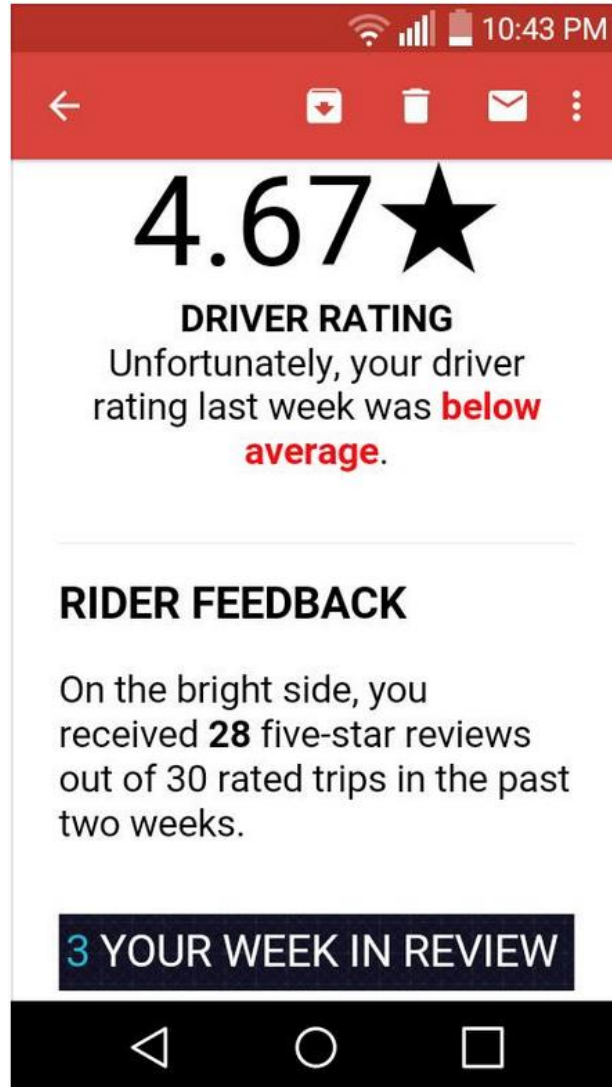 10:43 PM
4.67★
DRIVER RATING
Unfortunately, your driver
rating last week was below
average.
RIDER FEEDBACK
On the bright side, you
received 28 five-star reviews
out of 30 rated trips in the past
two weeks.
3 YOUR WEEK IN REVIEW